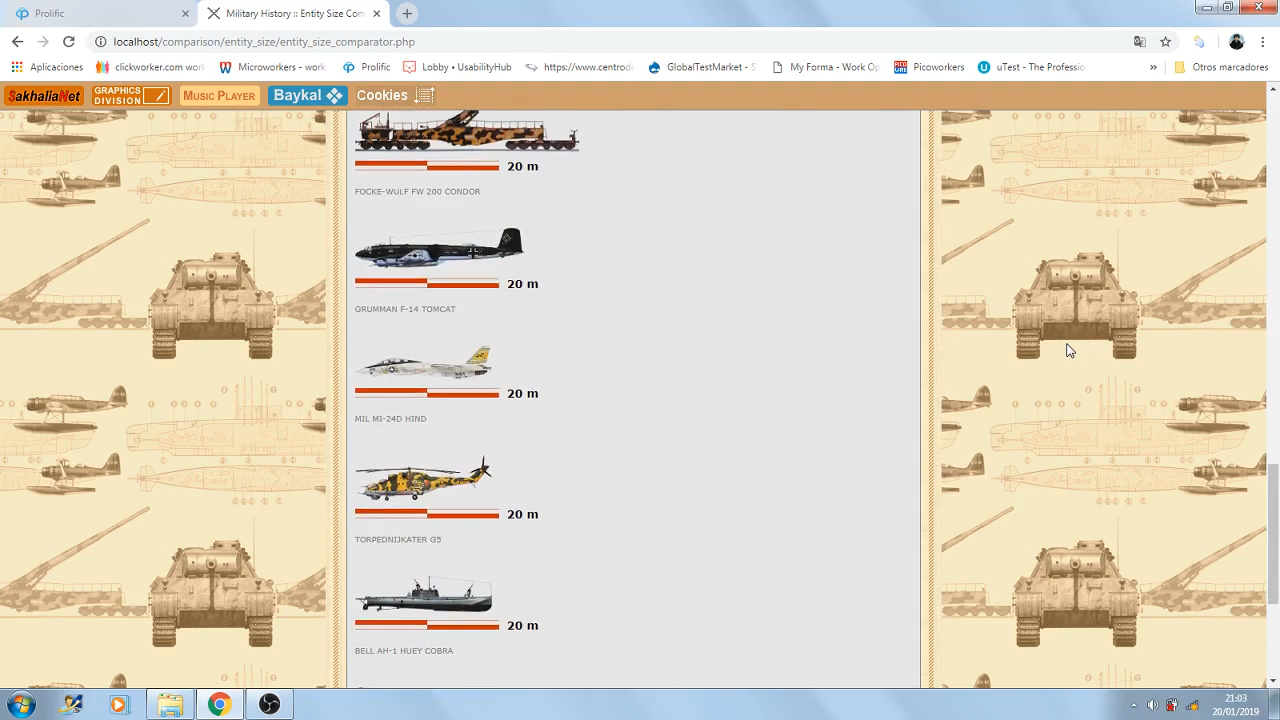 Prolific
Military History :: Entity Size Com
localhost/comparison/entity_size/entity_size_comparator.php
Aplicaciones
clickworker.com work
Microworkers - work
Prolific
Lobby • UsabilityHub
https://www.centrod
GlobalTestMarket - S
My Forma - Work Op
Picoworkers
uTest - The Professio
»
Otros marcadores
SakhaliaNet
GRAPHICS
DIVISION
MUSIC PLAYER
Baykal
Cookies
20 m
FOCKE-WULF FW 200 CONDOR
20 m
GRUMMAN F-14 TOMCAT
20 m
MIL MI-24D HIND
20 m
TORPEDNIJKATER G5
20 m
BELL AH-1 HUEY COBRA
21:03
20/01/2019